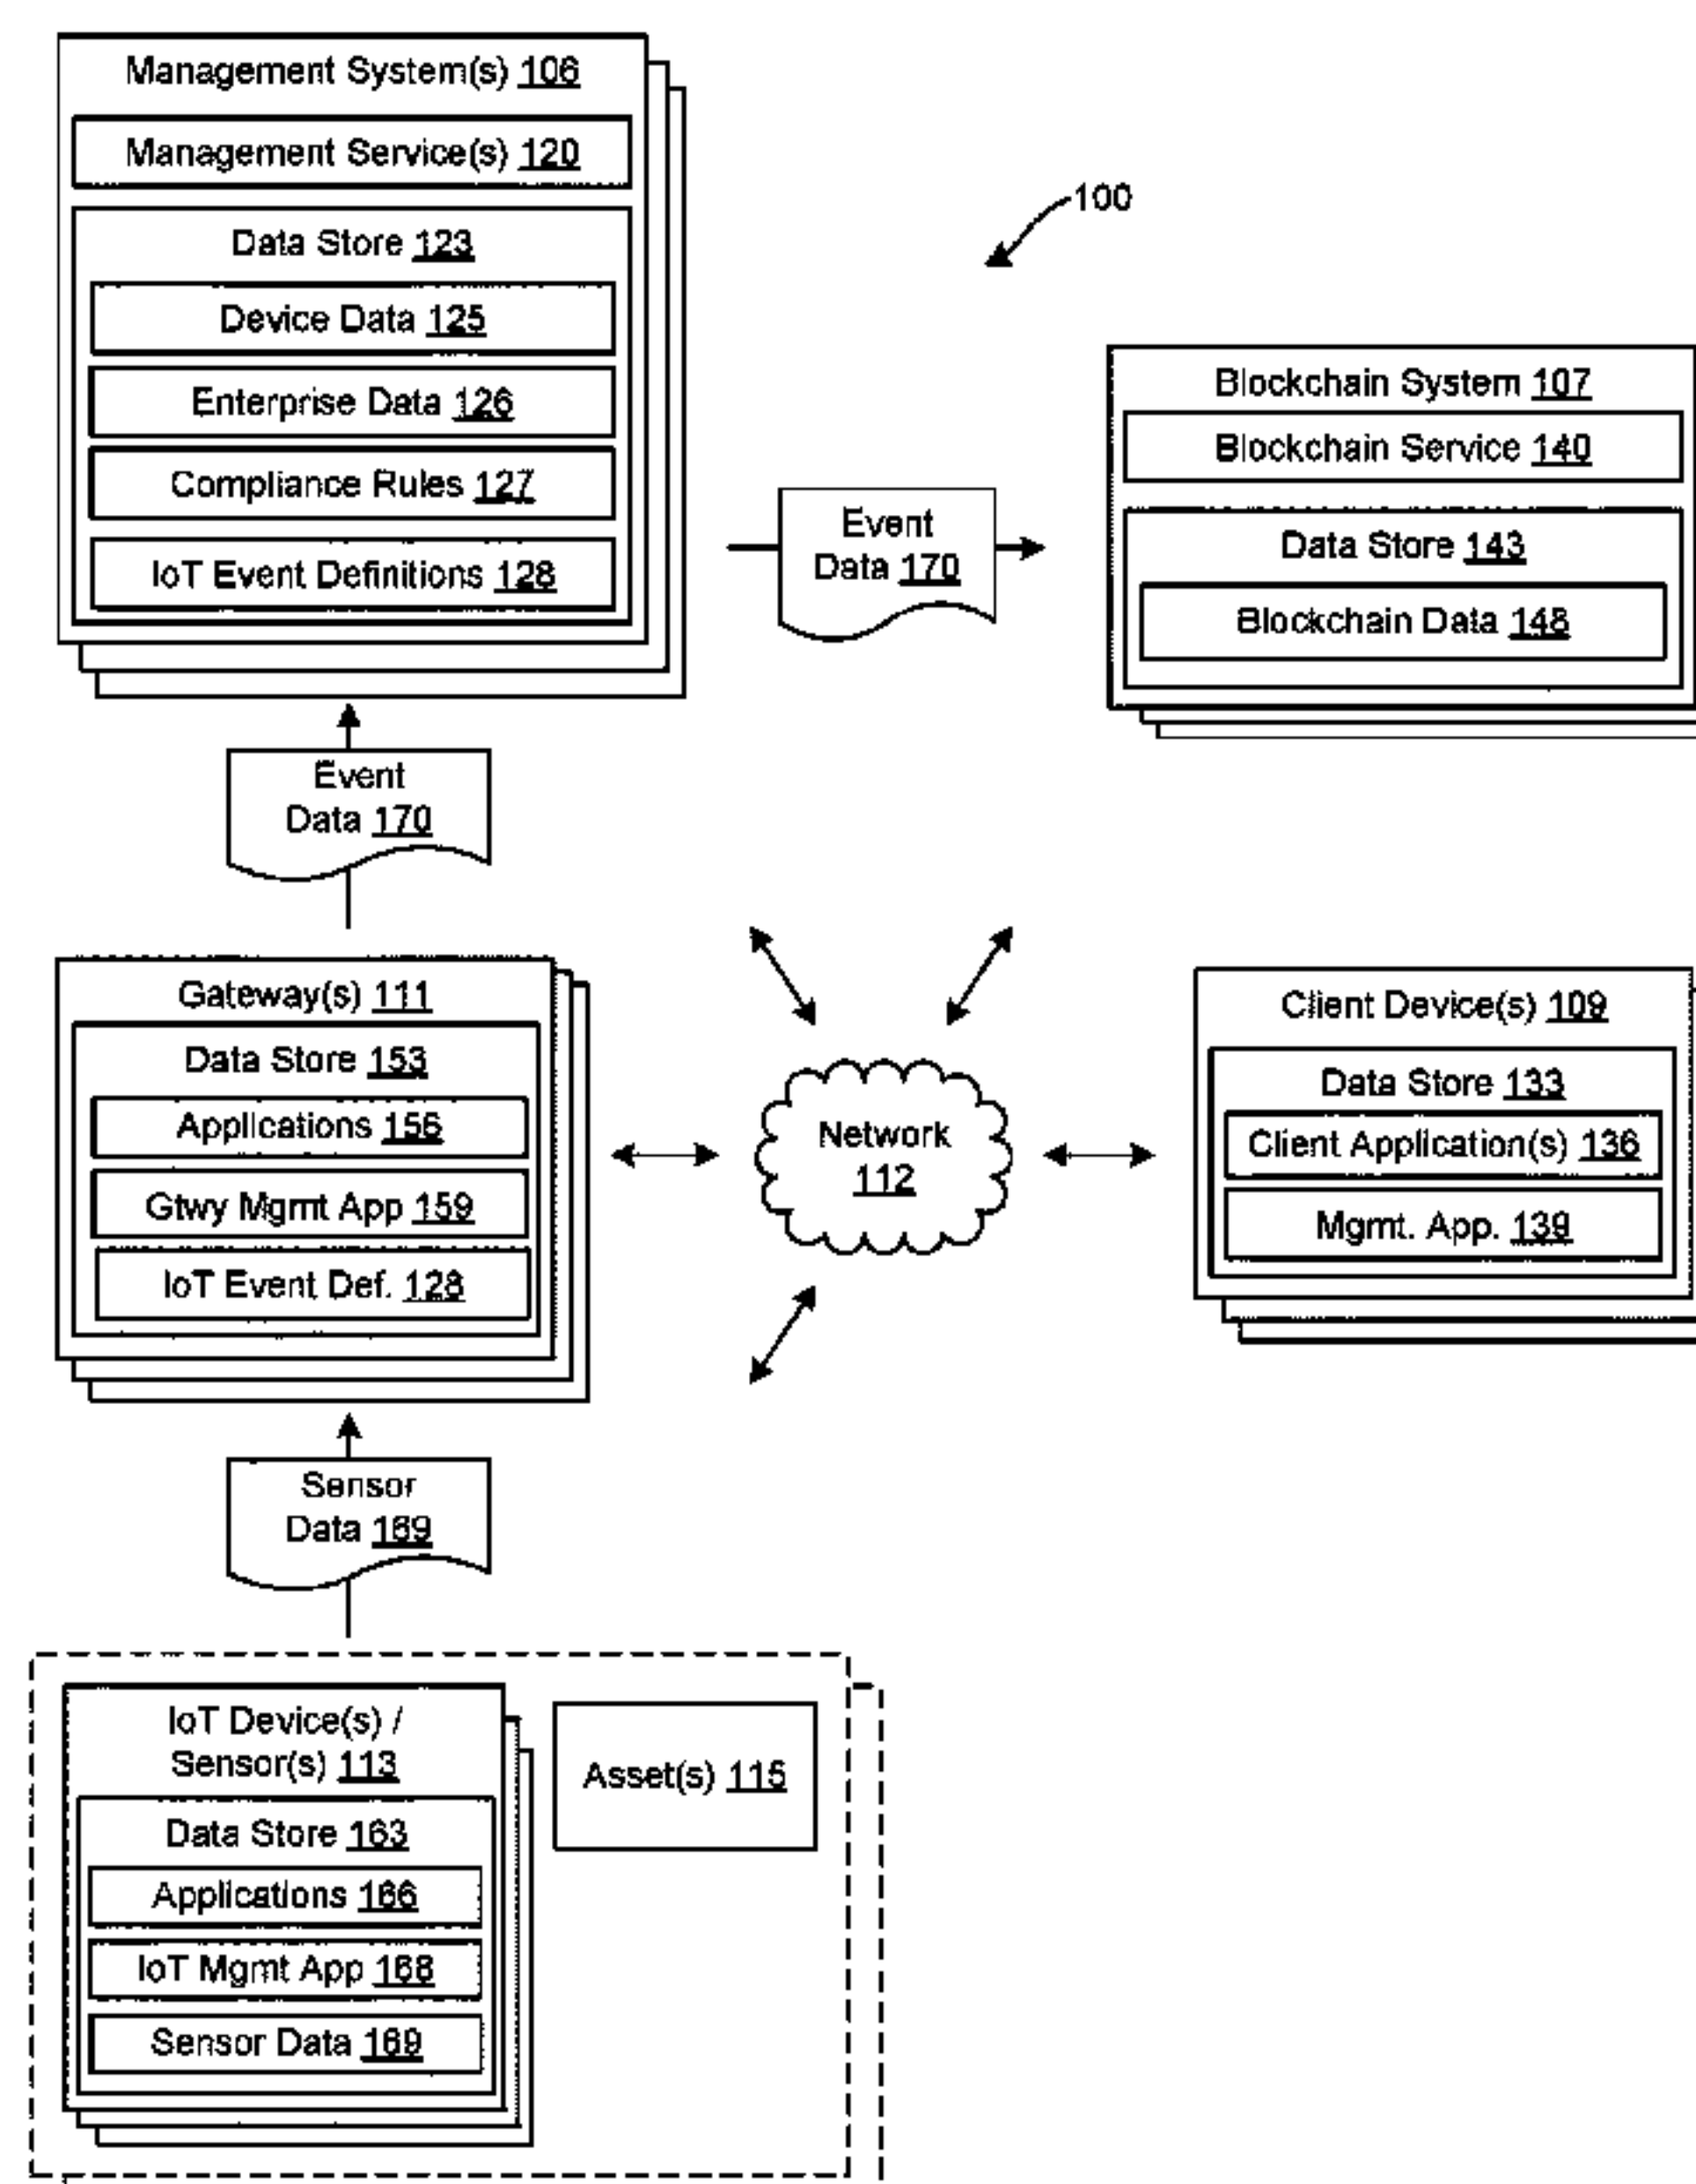 Management System(s) 106
Management Service(s) 120
Data Store 123
Device Data 125
Enterprise Data 126
Compliance Rules 127
IoT Event Definitions 128
100
Event
Data 170
Blockchain System 107
Blockchain Service 140
Data Store 143
Blockchain Data 148
Event
Data 170
Gateway(s) 111
Data Store 153
Applications 156
Gtwy Mgmt App 159
IoT Event Def. 128
Network
112
Client Device(s) 109
Data Store 133
Client Application(s) 136
Mgmt. App. 139
Sensor
Data 169
IoT Device(s) /
Sensor(s) 113
Data Store 163
Applications 166
IoT Mgmt App 168
Sensor Data 169
Asset(s) 115